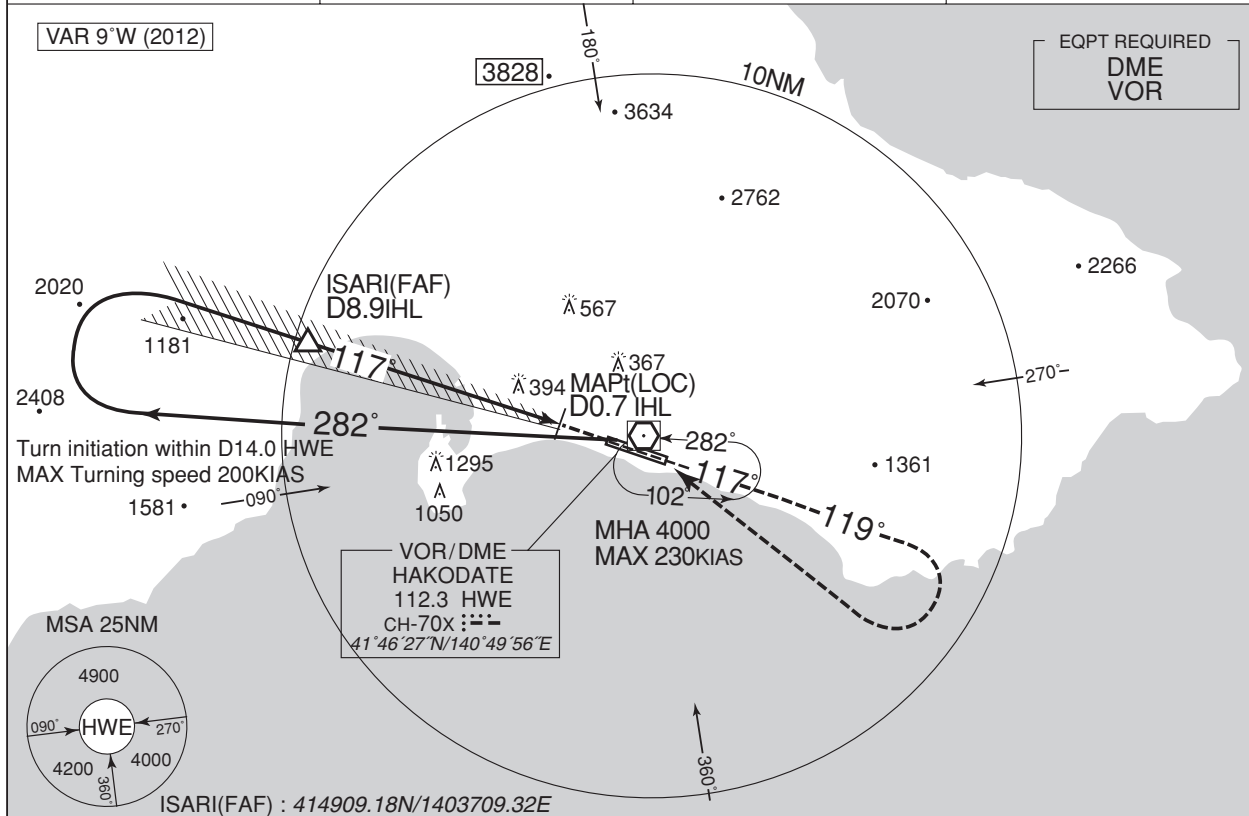 VAR 9°W (2012)
180°
3828
10NM
EQPT REQUIRED
DME
VOR
3634
2762
2266
2020
ISARI(FAF)
D8.9IHL
567
2070
1181
117°
367
270°
394
MAPt(LOC)
D0.7 IHL
2408
282°
282°
Turn initiation within D14.0 HWE
MAX Turning speed 200KIAS
1295
1361
117°
090°
102°
1581
1050
119°
MHA 4000
MAX 230KIAS
VOR/DME
HAKODATE
112.3 HWE
CH-70X
41°46´27˝N/140°49´56˝E
MSA 25NM
4900
090°
HWE
270°
4200
4000
360°
360°
ISARI(FAF) : 414909.18N/1403709.32E